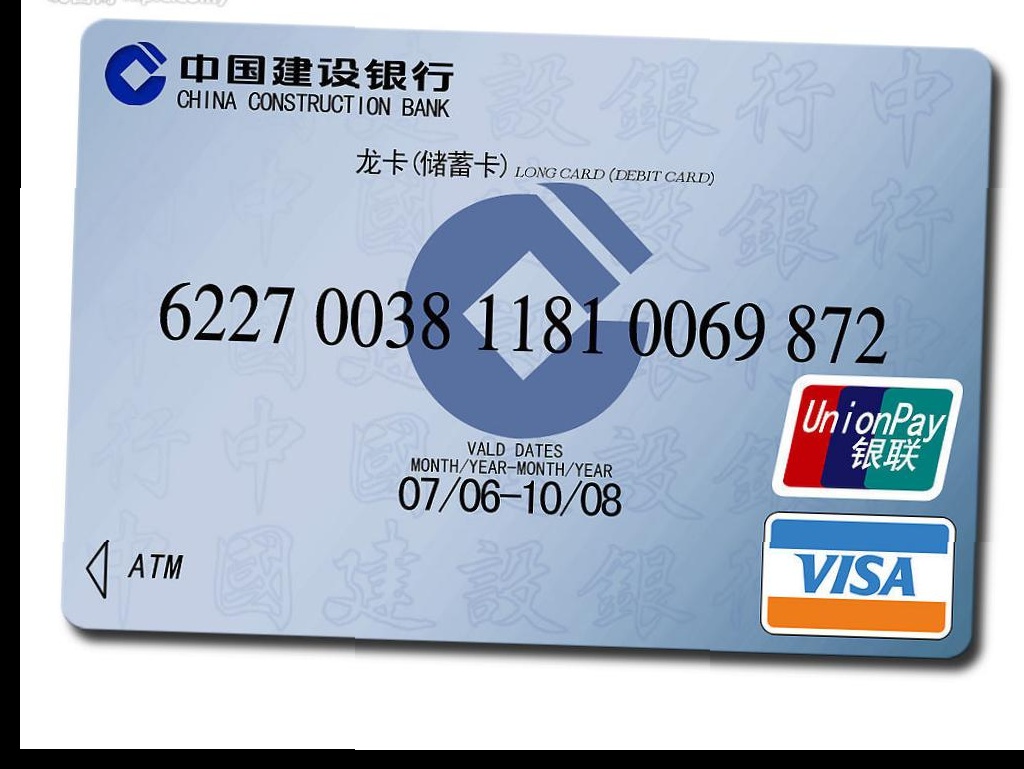 中国建设银行
CHINA CONSTRUCTION BANK
龙卡(储蓄卡) LONG CARD (DEBIT CARD)
6227 0038 1181 0069 872
UnionPay
银联
VALD DATES
MONTH/YEAR-MONTH/YEAR
07/06-10/08
ATM
VISA